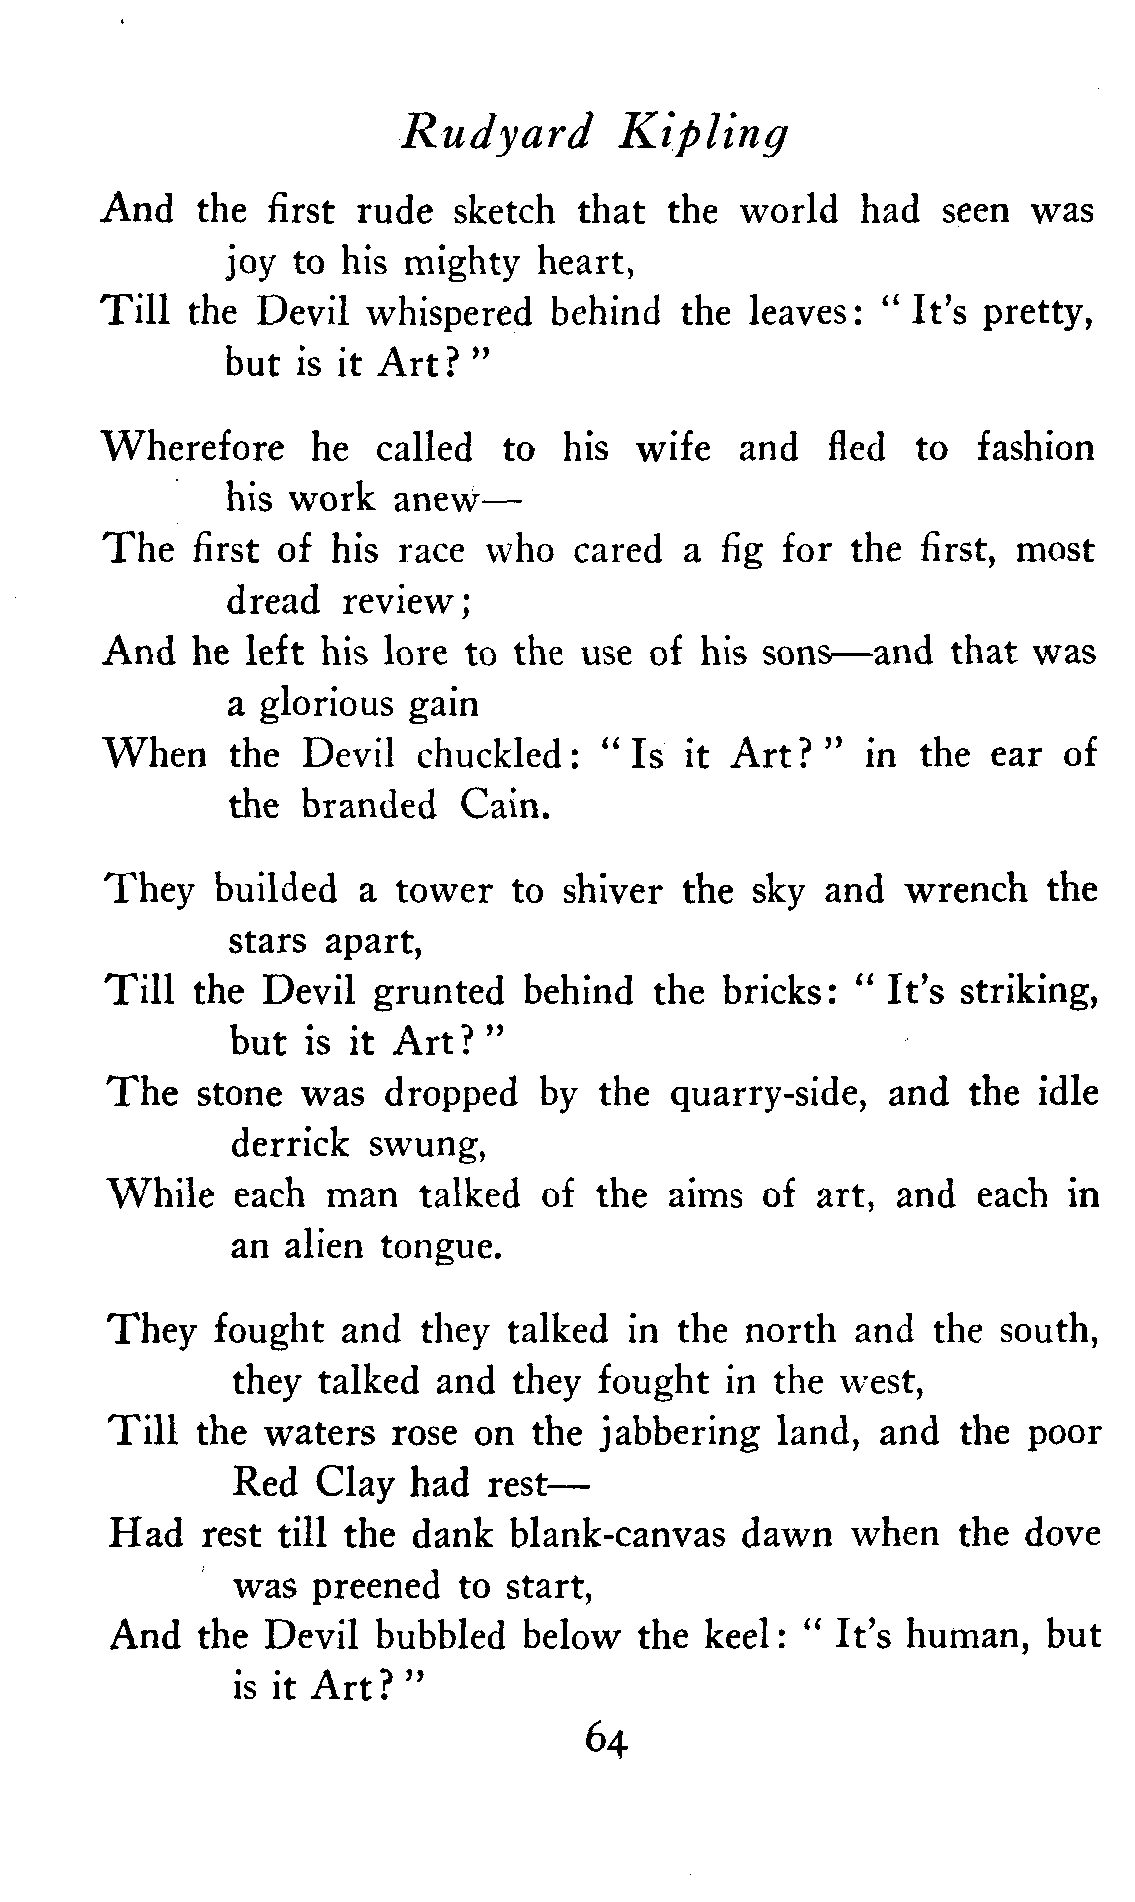 Rudyard Kipling
And the first rude sketch that the world had seen was
joy to his mighty heart,
Till the Devil whispered behind the leaves: " It's pretty,
but is it Art? "
Wherefore he called to his wife and fled to fashion
his work anew—
The first of his race who cared a fig for the first, most
dread review;
And he left his lore to the use of his sons—and that was
a glorious gain
When the Devil chuckled: " Is it Art? " in the ear of
the branded Cain.
They builded a tower to shiver the sky and wrench the
stars apart,
Till the Devil grunted behind the bricks: " It's striking,
but is it Art? "
The stone was dropped by the quarry-side, and the idle
derrick swung,
While each man talked of the aims of art, and each in
an alien tongue.
They fought and they talked in the north and the south,
they talked and they fought in the west,
Till the waters rose on the jabbering land, and the poor
Red Clay had rest—
Had rest till the dank blank-canvas dawn when the dove
was preened to start,
And the Devil bubbled below the keel: " It's human, but
is it Art? "
64